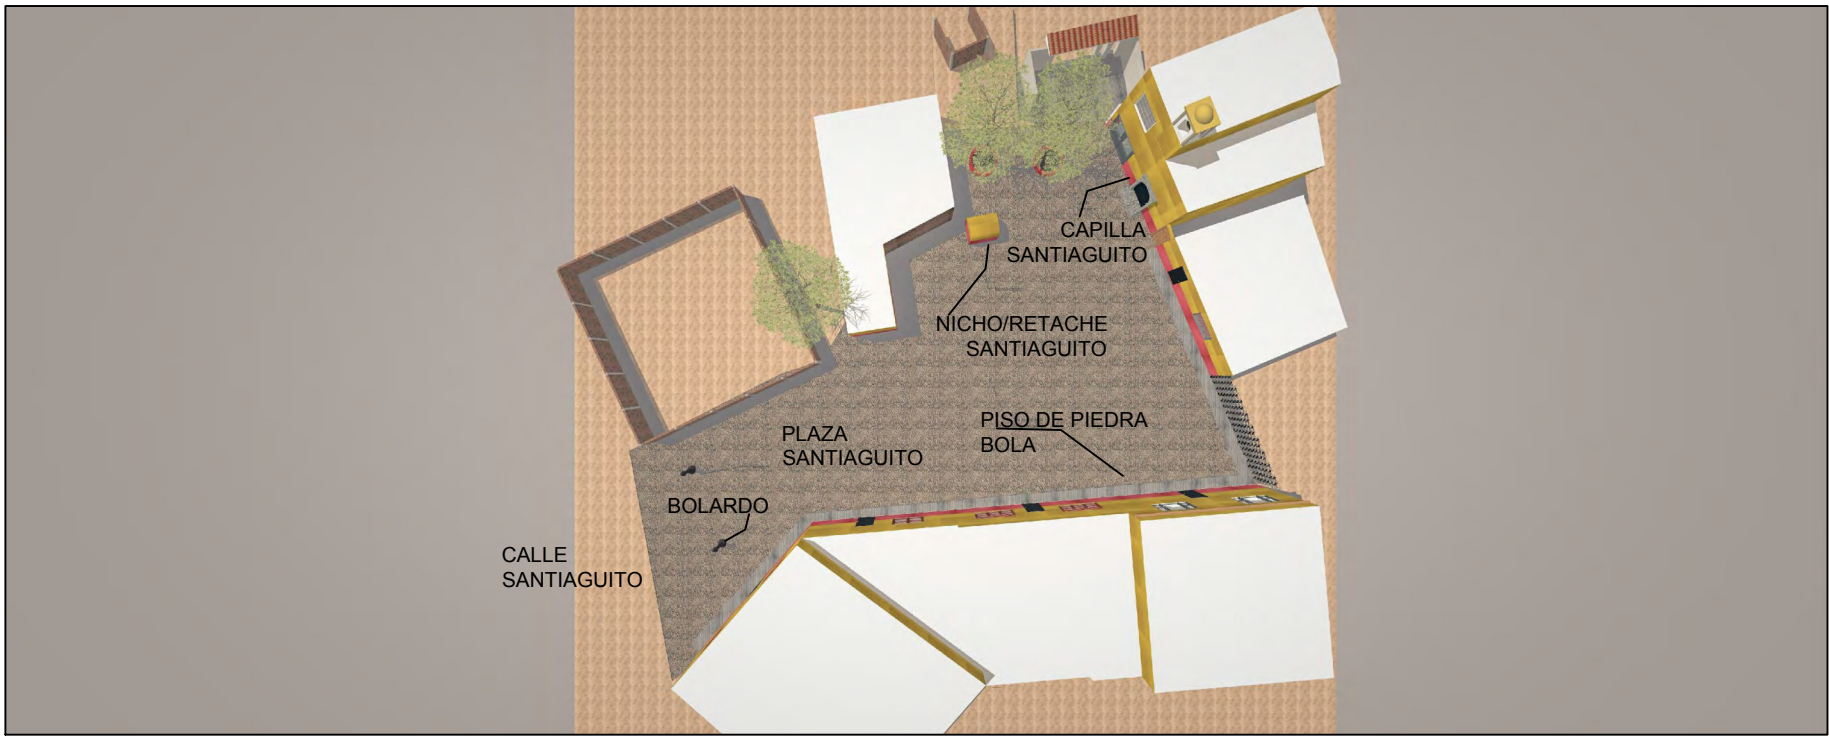 CAPILLA
SANTIAGUITO
NICHO/RETACHE
SANTIAGUITO
PLAZA
SANTIAGUITO
PISO DE PIEDRA
BOLA
BOLARDO
CALLE
SANTIAGUITO